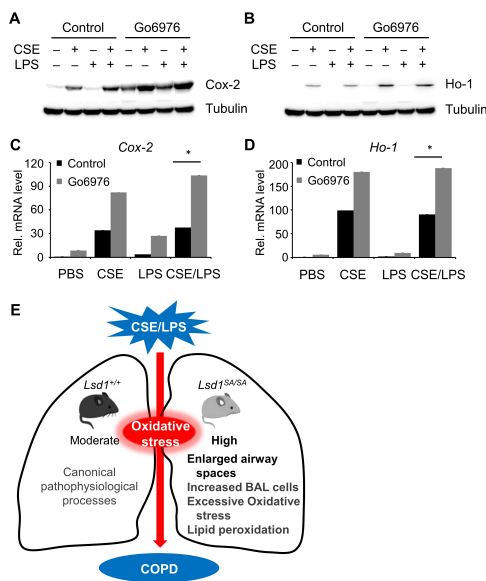 A
Control Go6976
CSE – + – + – + – +
LPS – – + + – – + +
Cox-2
Tubulin
B
Control Go6976
CSE – + – + – + – +
LPS – – + + – – + +
Ho-1
Tubulin
C
Cox-2
Rel. mRNA level
120
90
60
30
0
Control
Go6976
*
PBS CSE LPS CSE/LPS
D
Ho-1
Rel. mRNA level
200
150
100
50
0
Control
Go6976
*
PBS CSE LPS CSE/LPS
E
CSE/LPS
Lsd1+/+
Moderate
Canonical
pathophysiological
processes
Oxidative
stress
Lsd1SA/SA
High
Enlarged airway
spaces
Increased BAL cells
Excessive Oxidative
stress
Lipid peroxidation
COPD